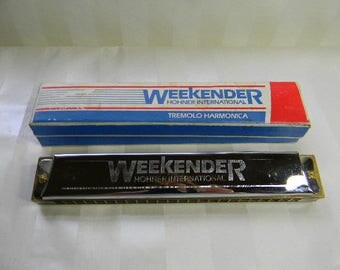 WEEKENDER
HOHNER INTERNATIONAL
TREMOLO HARMONICA
WEEKENDER
HOHNER INTERNATIONAL